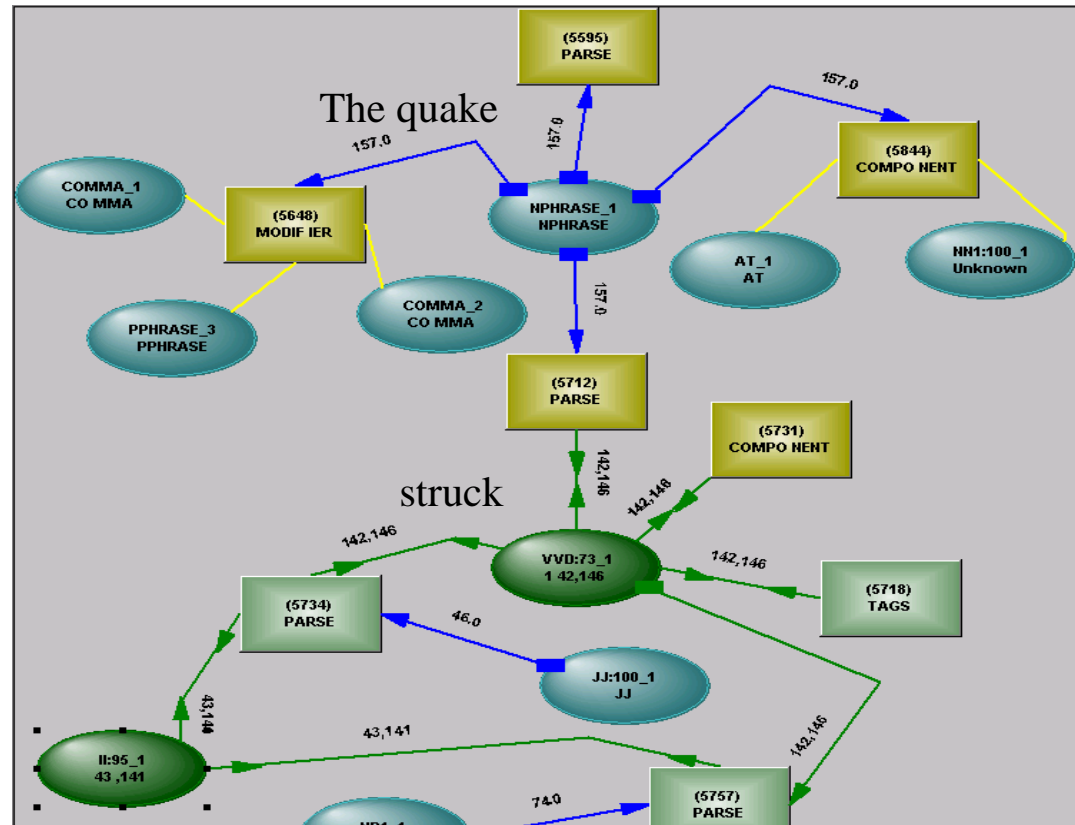 (5595)
PARSE
The quake
157.0
157.0
157.0
(5844)
COMPO NENT
COMMA_1
CO MMA
(5648)
MODIF IER
NPHRASE_1
NPHRASE
AT_1
AT
NN1:100_1
Unknown
COMMA_2
CO MMA
157.0
PPHRASE_3
PPHRASE
(5712)
PARSE
(5731)
COMPO NENT
142,146
142,146
struck
142,146
VVD:73_1
1 42,146
142,146
(5718)
TAGS
(5734)
PARSE
46.0
JJ:100_1
JJ
43,141
II:95_1
43 ,141
43,141
142,146
(5757)
PARSE
74.0